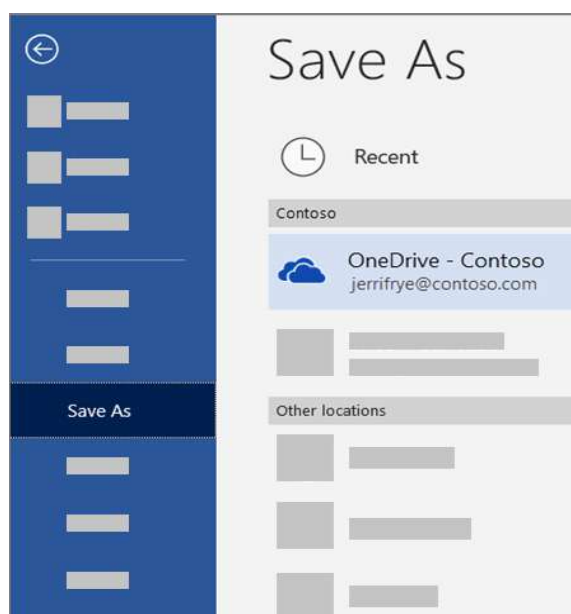 Save As
Recent
Contoso
OneDrive - Contoso
jerrifrye@contoso.com
Save As
Other locations